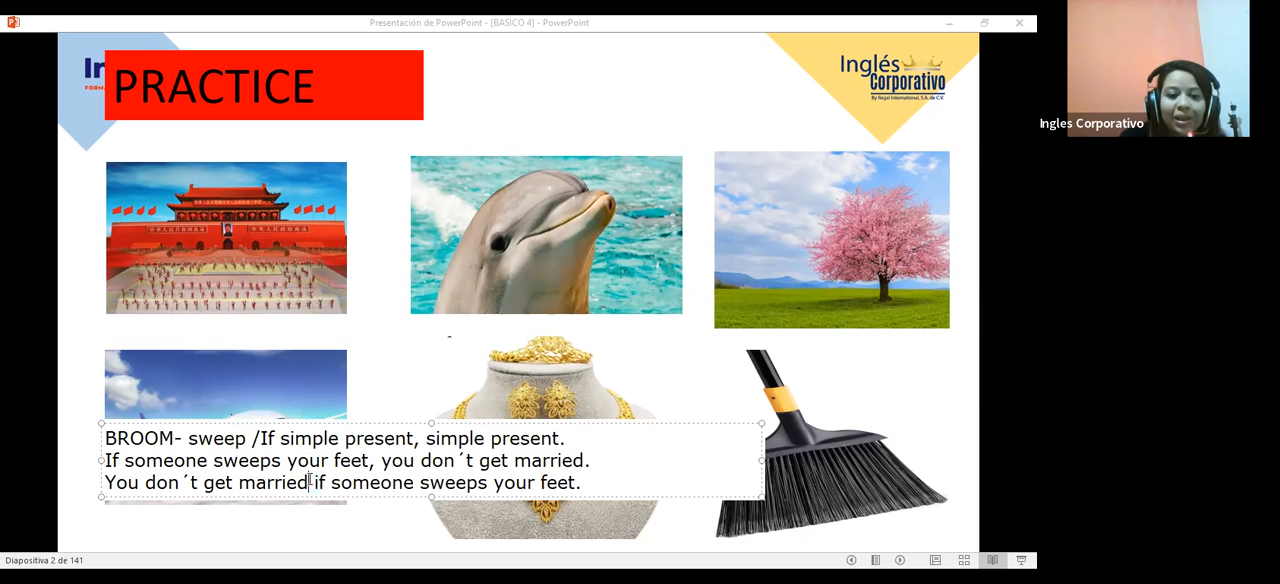 Presentación de PowerPoint - [BASICO 4] - PowerPoint
PRACTICE
Inglés
Corporativo
By Regal International, S.A. de C.V.
Ingles Corporativo
BROOM- sweep /If simple present, simple present.
If someone sweeps your feet, you don´t get married.
You don´t get married if someone sweeps your feet.
Diapositiva 2 de 141